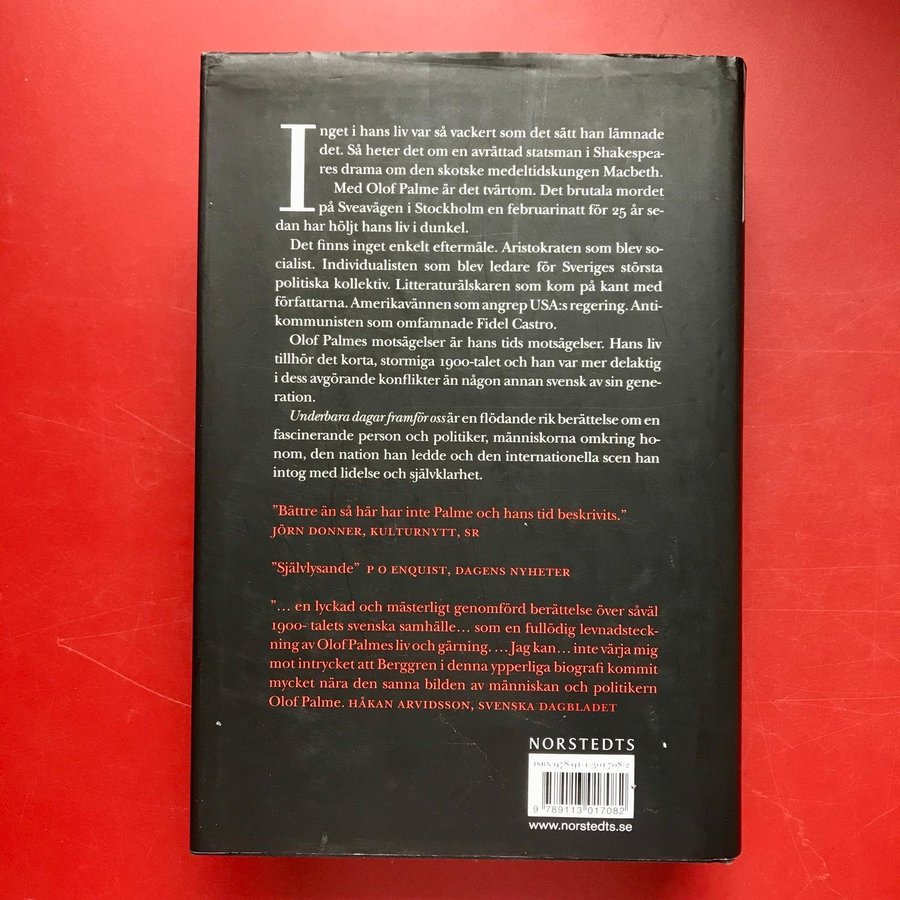 Inget i hans liv var så vackert som det sätt han lämnade
det. Så heter det om en avrättad statsman i Shakespea-
res drama om den skotske medeltidskungen Macbeth.
Med Olof Palme är det tvärtom. Det brutala mordet
på Sveavägen i Stockholm en februarinatt för 25 år se-
dan har höljt hans liv i dunkel.
Det finns inget enkelt eftermäle. Aristokraten som blev so-
cialist. Individualisten som blev ledare för Sveriges största
politiska kollektiv. Litteraturälskaren som kom på kant med
författarna. Amerikavännen som angrep USA:s regering. Anti-
kommunisten som omfamnade Fidel Castro.
Olof Palmes motsägelser är hans tids motsägelser. Hans liv
tillhör det korta, stormiga 1900-talet och han var mer delaktig
i dess avgörande konflikter än någon annan svensk av sin gene-
ration.
Underbara dagar framför oss är en flödande rik berättelse om en
fascinerande person och politiker, människorna omkring ho-
nom, den nation han ledde och den internationella scen han
intog med lidelse och självklarhet.
”Bättre än så här har inte Palme och hans tid beskrivits.”
JÖRN DONNER, KULTURNYTT, SR
”Självlysande” P O ENQUIST, DAGENS NYHETER
”… en lyckad och mästerligt genomförd berättelse över såväl
1900- talets svenska samhälle… som en fullödig levnadsteck-
ning av Olof Palmes liv och gärning. … Jag kan… inte värja mig
mot intrycket att Berggren i denna ypperliga biografi kommit
mycket nära den sanna bilden av människan och politikern
Olof Palme. HÅKAN ARVIDSSON, SVENSKA DAGBLADET
NORSTEDTS
ISBN 978-91-1-301708-2
9 789113 017082
www.norstedts.se